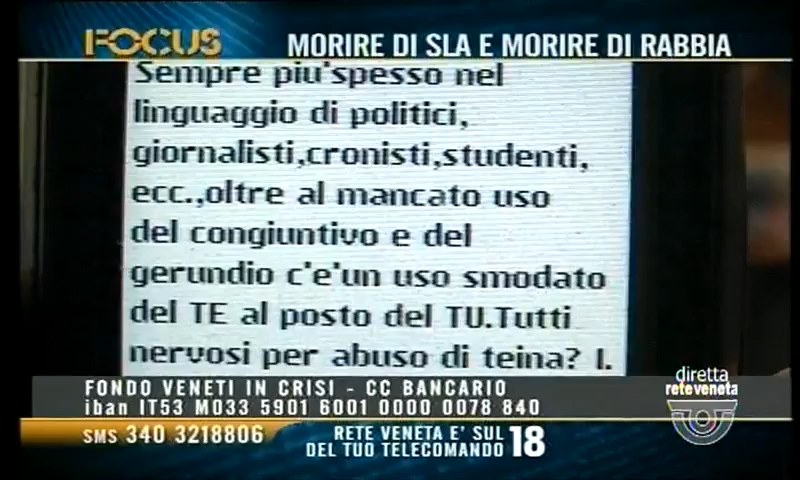 FOCUS
MORIRE DI SLA E MORIRE DI RABBIA
Sempre piu'spesso nel
linguaggio di politici,
giornalisti,cronisti,studenti,
ecc.,oltre al mancato uso
del congiuntivo e del
gerundio c'e'un uso smodato
del TE al posto del TU.Tutti
nervosi per abuso di teina? I.
diretta
reteveneta
FONDO VENETI IN CRISI - CC BANCARIO
iban IT53 M033 5901 6001 0000 0078 840
SMS 340 3218806
RETE VENETA E' SUL 18
DEL TUO TELECOMANDO